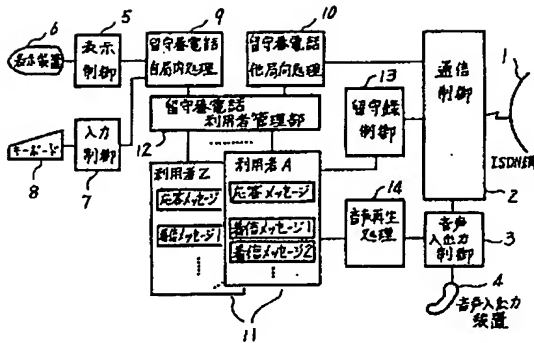 6
表示装置
5
表示
制御
9
留守番電話
自局内処理
10
留守番電話
他局向処理
通信
制御
1
ISDN網
2
キーボード
8
入力
制御
7
12
留守番電話
利用者管理部
13
留守録
制御
利用者Z
応答メッセージ
着信メッセージ1
利用者A
応答メッセージ
着信メッセージ1
着信メッセージ2
11
14
音声再生
処理
音声
入出力
制御
3
4
音声入出力
装置